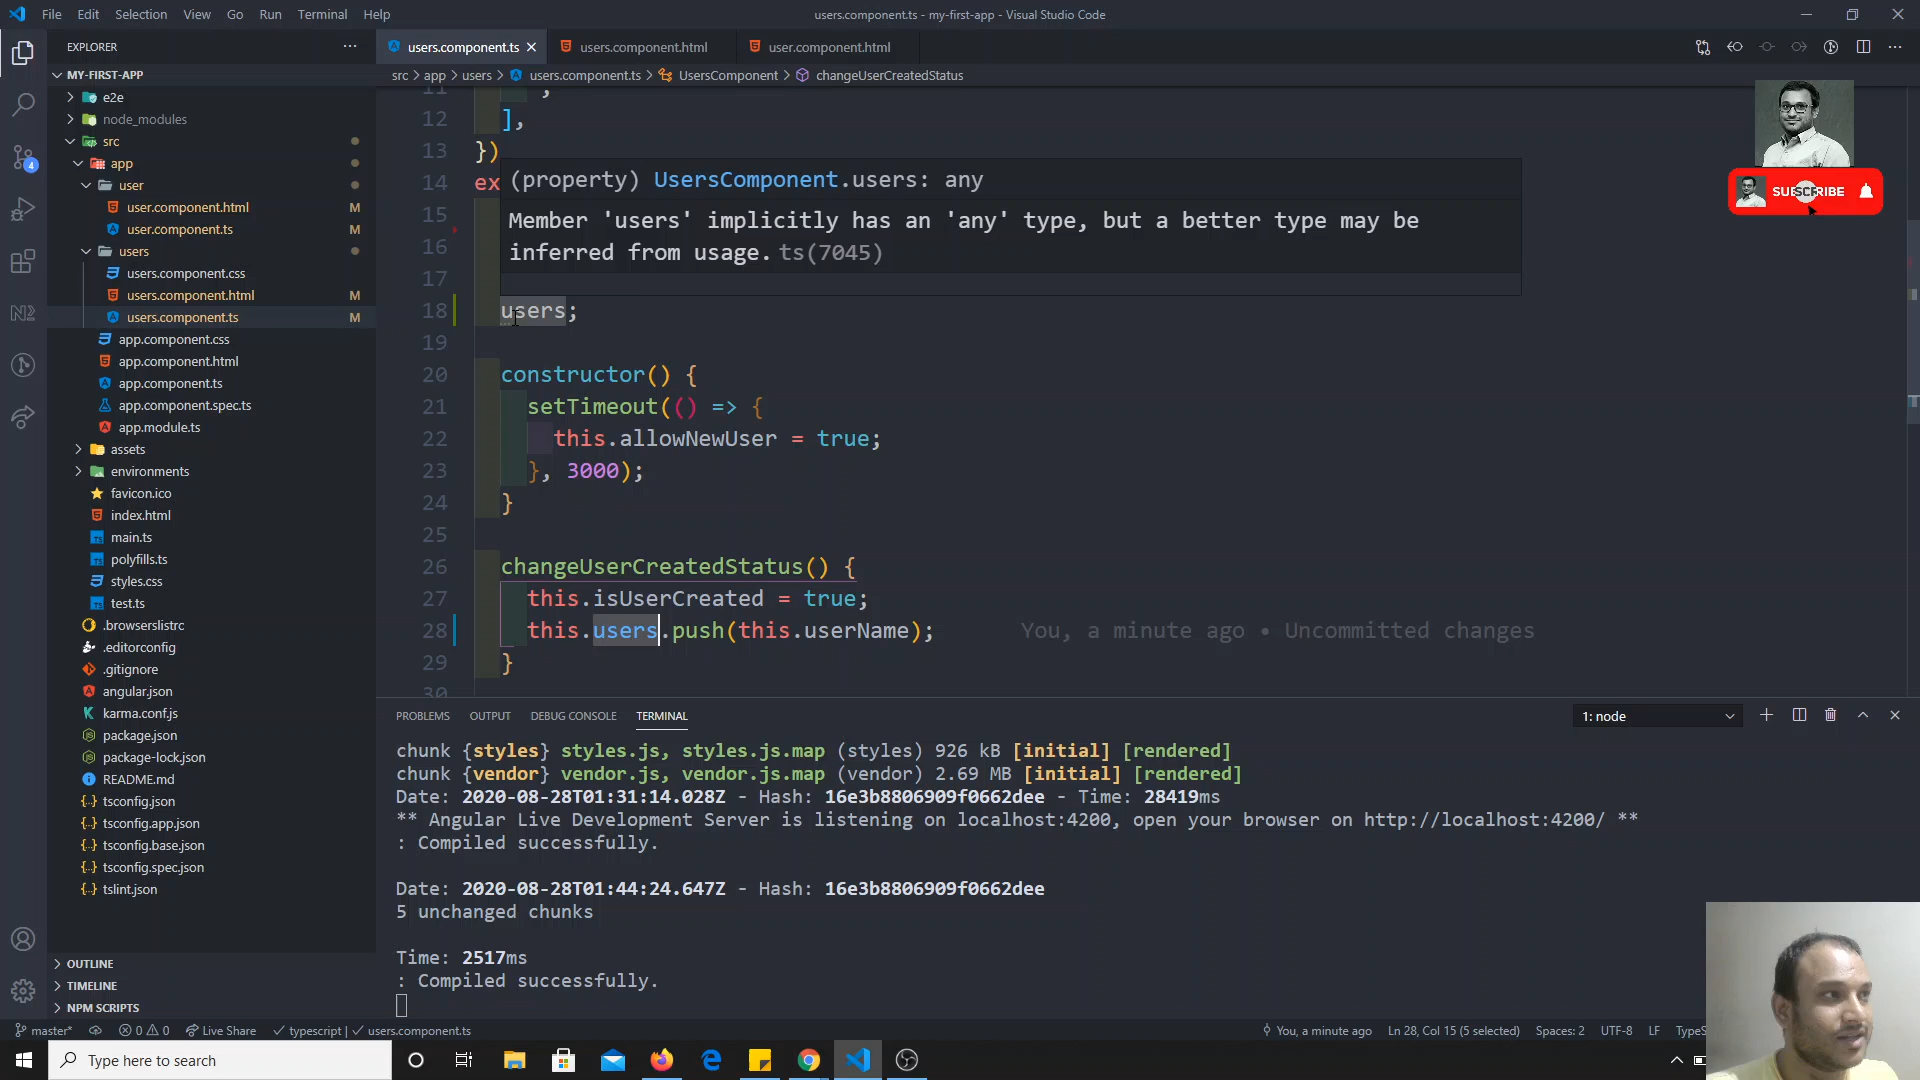 File Edit Selection View Go Run Terminal Help
users.component.ts - my-first-app - Visual Studio Code
EXPLORER
users.component.ts
users.component.html
user.component.html
MY-FIRST-APP
src > app > users > users.component.ts > UsersComponent > changeUserCreatedStatus
e2e
node_modules
src
app
user
user.component.html M
user.component.ts M
users
users.component.css
users.component.html M
users.component.ts M
app.component.css
app.component.html
app.component.ts
app.component.spec.ts
app.module.ts
assets
environments
favicon.ico
index.html
main.ts
polyfills.ts
styles.css
test.ts
.browserslistrc
.editorconfig
.gitignore
angular.json
karma.conf.js
package.json
package-lock.json
README.md
tsconfig.json
tsconfig.app.json
tsconfig.base.json
tsconfig.spec.json
tslint.json
OUTLINE
TIMELINE
NPM SCRIPTS
4
11 ,
12 ],
13 })
14 ex
15
16
17
(property) UsersComponent.users: any
Member 'users' implicitly has an 'any' type, but a better type may be
inferred from usage. ts(7045)
18 users;
19
20 constructor() {
21 setTimeout(() => {
22 this.allowNewUser = true;
23 }, 3000);
24 }
25
26 changeUserCreatedStatus() {
27 this.isUserCreated = true;
28 this.users.push(this.userName); You, a minute ago • Uncommitted changes
29 }
30
SUBSCRIBE
PROBLEMS OUTPUT DEBUG CONSOLE TERMINAL
1: node
chunk {styles} styles.js, styles.js.map (styles) 926 kB [initial] [rendered]
chunk {vendor} vendor.js, vendor.js.map (vendor) 2.69 MB [initial] [rendered]
Date: 2020-08-28T01:31:14.028Z - Hash: 16e3b8806909f0662dee - Time: 28419ms
** Angular Live Development Server is listening on localhost:4200, open your browser on http://localhost:4200/ **
: Compiled successfully.
Date: 2020-08-28T01:44:24.647Z - Hash: 16e3b8806909f0662dee
5 unchanged chunks
Time: 2517ms
: Compiled successfully.
master* 0 0 Live Share typescript | users.component.ts
You, a minute ago Ln 28, Col 15 (5 selected) Spaces: 2 UTF-8 LF TypeS
Type here to search